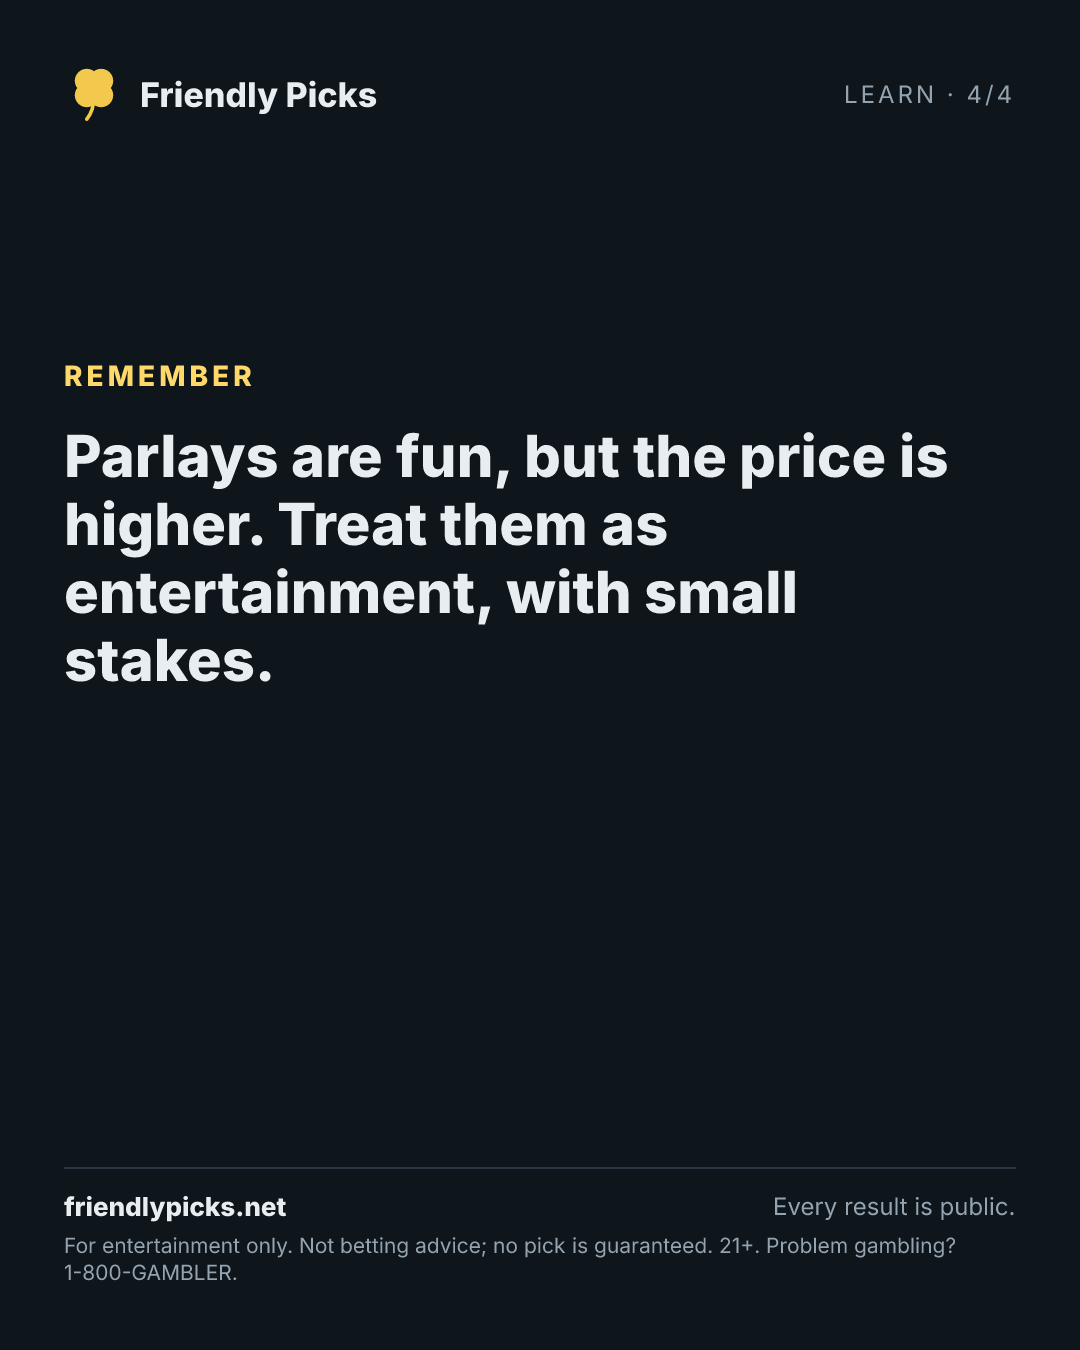 Friendly Picks
LEARN · 4/4
REMEMBER
Parlays are fun, but the price is
higher. Treat them as
entertainment, with small
stakes.
friendlypicks.net
Every result is public.
For entertainment only. Not betting advice; no pick is guaranteed. 21+. Problem gambling?
1-800-GAMBLER.